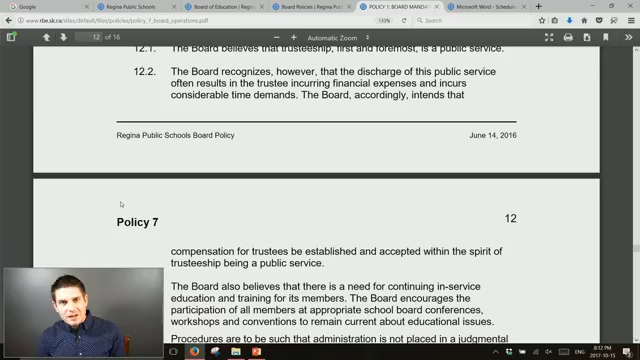 Google
Regina Public Schools
Board of Education | Regin
Board Policies | Regina Pu
POLICY 1: BOARD MANDAT
Microsoft Word - Schedulin
www.rbe.sk.ca/sites/default/files/policies/policy_7_board_operations.pdf
133%
Search
12 of 16
Automatic Zoom
12.1. The Board believes that trusteeship, first and foremost, is a public service.
12.2. The Board recognizes, however, that the discharge of this public service
often results in the trustee incurring financial expenses and incurs
considerable time demands. The Board, accordingly, intends that
Regina Public Schools Board Policy June 14, 2016
Policy 7 12
compensation for trustees be established and accepted within the spirit of
trusteeship being a public service.
The Board also believes that there is a need for continuing in-service
education and training for its members. The Board encourages the
participation of all members at appropriate school board conferences,
workshops and conventions to remain current about educational issues.
Procedures are to be such that administration is not placed in a judgmental
8:12 PM
2017-10-15